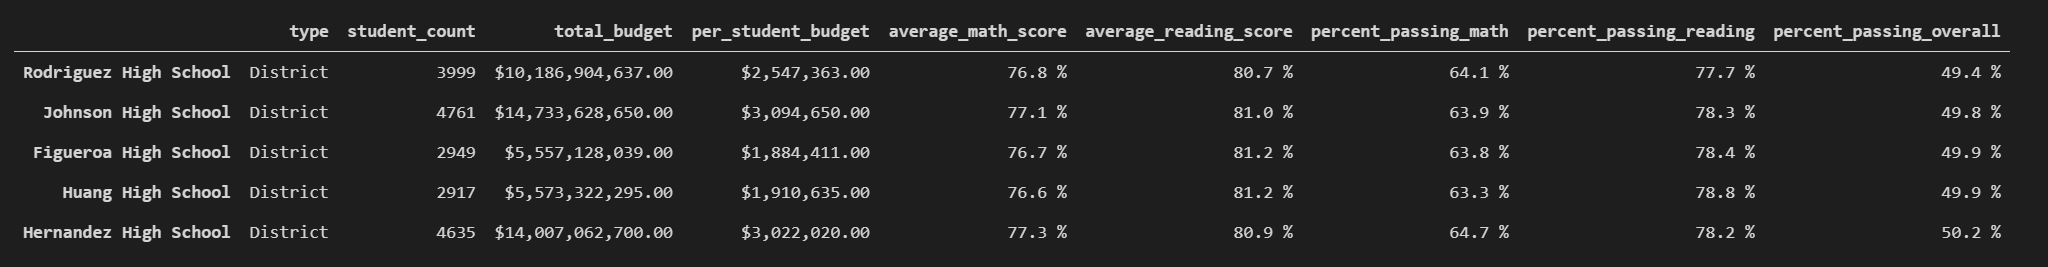 type student_count total_budget per_student_budget average_math_score average_reading_score percent_passing_math percent_passing_reading percent_passing_overall
Rodriguez High School District 3999 $10,186,904,637.00 $2,547,363.00 76.8 % 80.7 % 64.1 % 77.7 % 49.4 %
Johnson High School District 4761 $14,733,628,650.00 $3,094,650.00 77.1 % 81.0 % 63.9 % 78.3 % 49.8 %
Figueroa High School District 2949 $5,557,128,039.00 $1,884,411.00 76.7 % 81.2 % 63.8 % 78.4 % 49.9 %
Huang High School District 2917 $5,573,322,295.00 $1,910,635.00 76.6 % 81.2 % 63.3 % 78.8 % 49.9 %
Hernandez High School District 4635 $14,007,062,700.00 $3,022,020.00 77.3 % 80.9 % 64.7 % 78.2 % 50.2 %